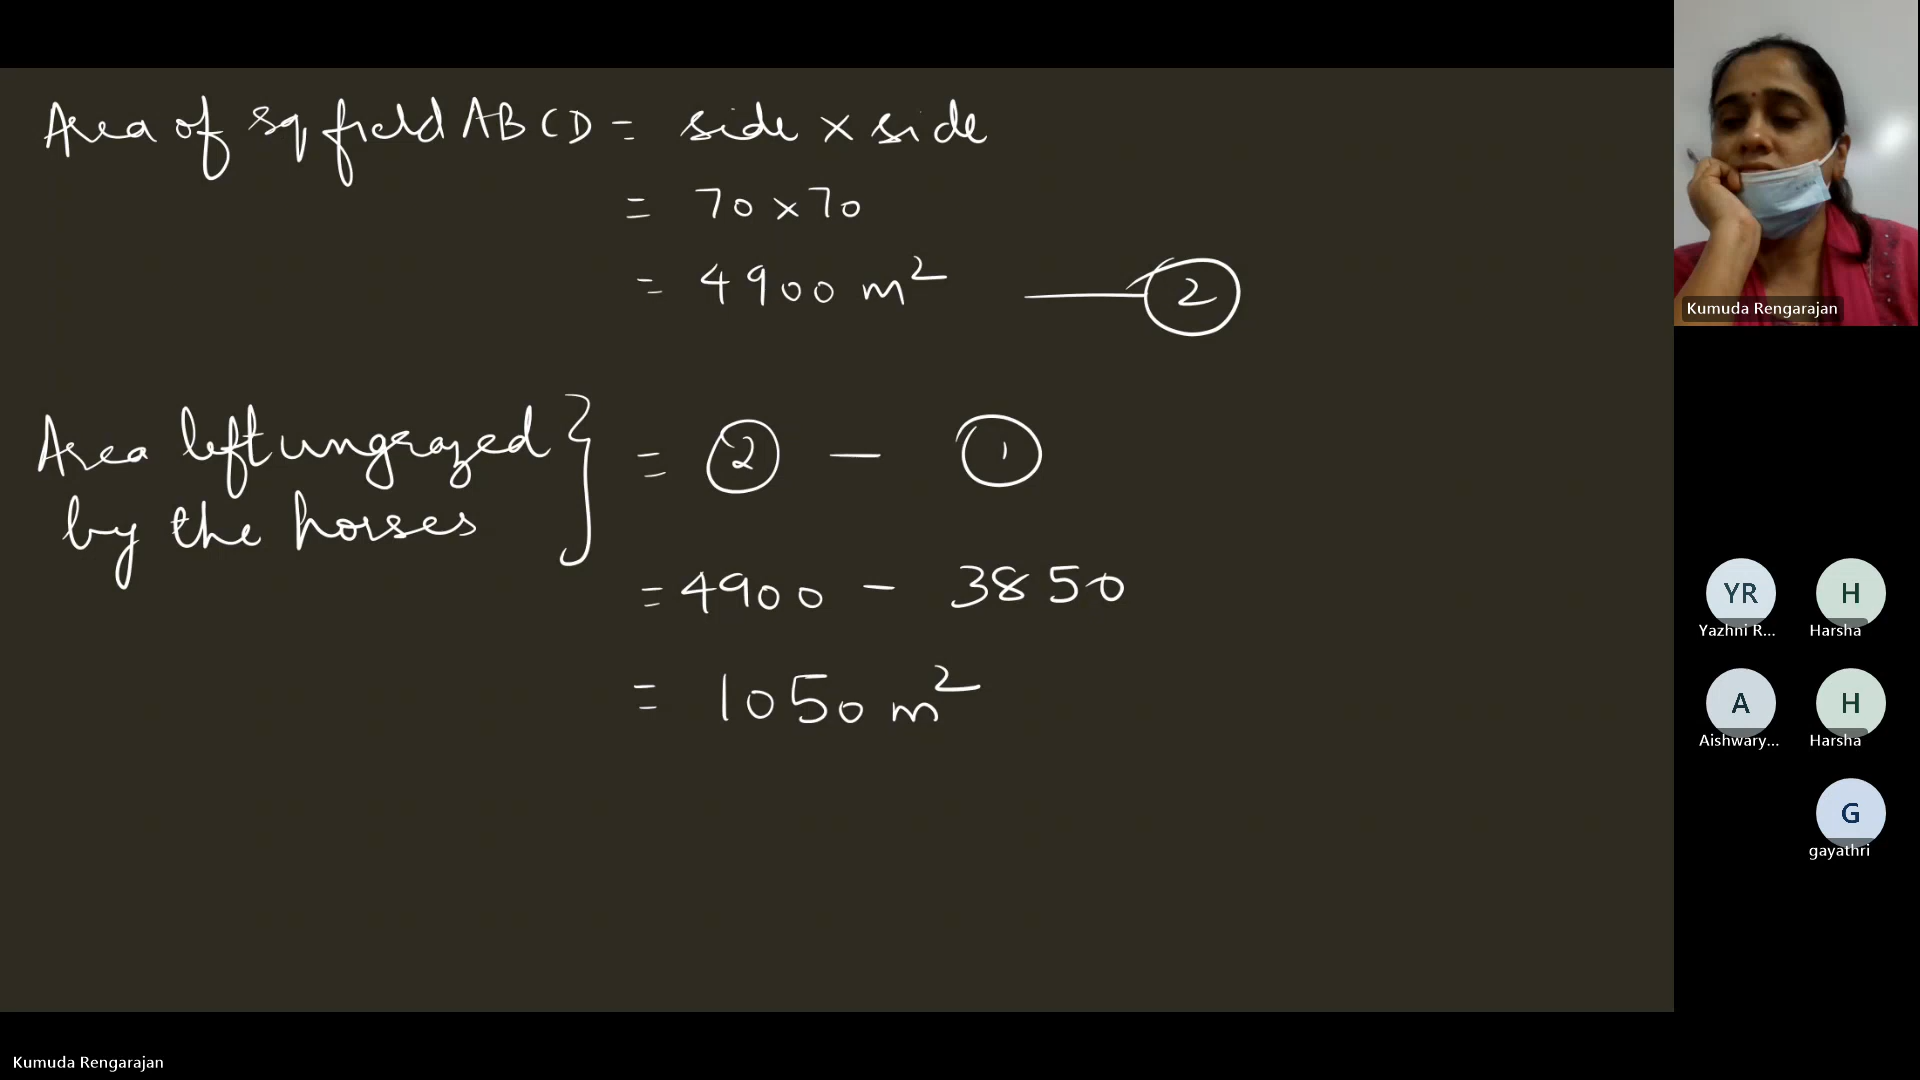 Area of sq field ABCD = side × side
= 70 × 70
= 4900 m² —— ②
Area left ungrazed } = ② — ①
by the horses
= 4900 − 3850
= 1050 m²
Kumuda Rengarajan
YR
Yazhni R...
H
Harsha
A
Aishwary...
H
Harsha
G
gayathri
Kumuda Rengarajan